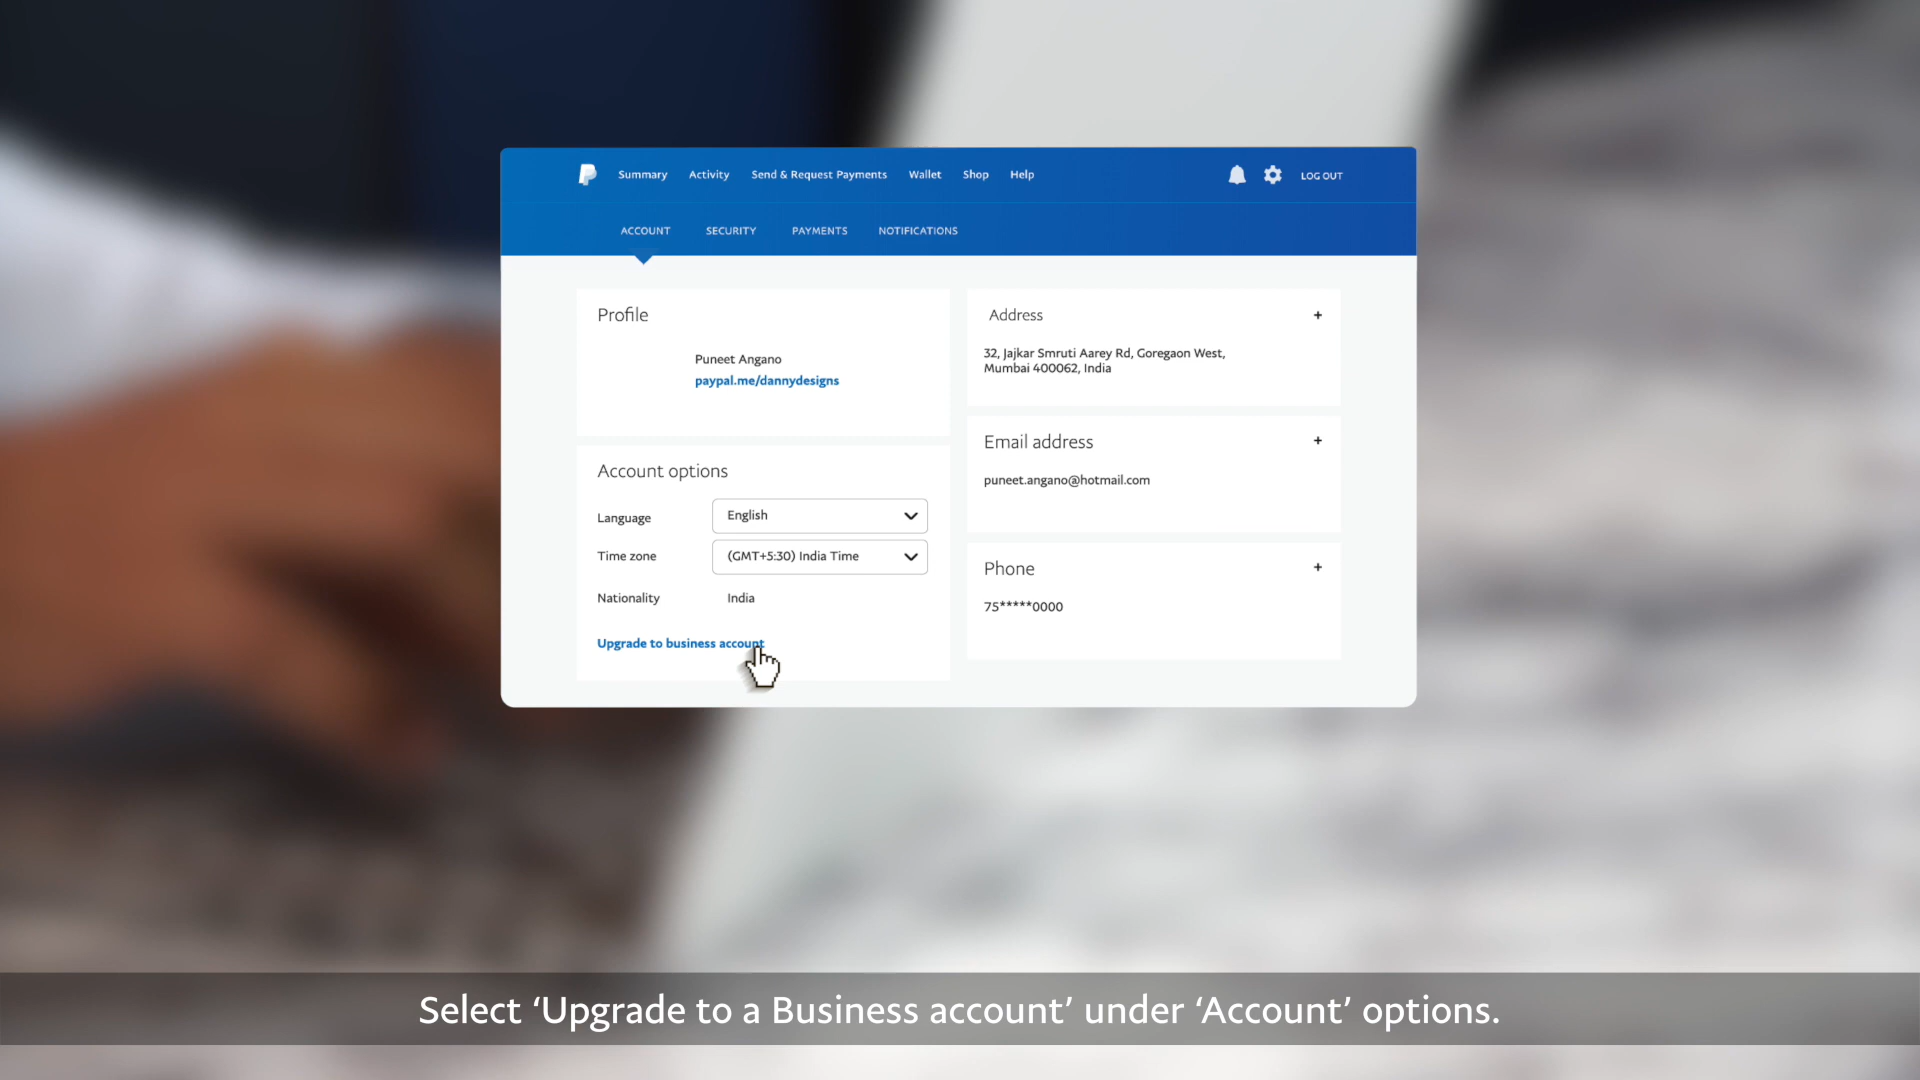 Summary Activity Send & Request Payments Wallet Shop Help LOG OUT
ACCOUNT SECURITY PAYMENTS NOTIFICATIONS
Profile
Puneet Angano
paypal.me/dannydesigns
Account options
Language English
Time zone (GMT+5:30) India Time
Nationality India
Upgrade to business account
Address +
32, Jajkar Smruti Aarey Rd, Goregaon West,
Mumbai 400062, India
Email address +
puneet.angano@hotmail.com
Phone +
75*****0000
Select ‘Upgrade to a Business account’ under ‘Account’ options.